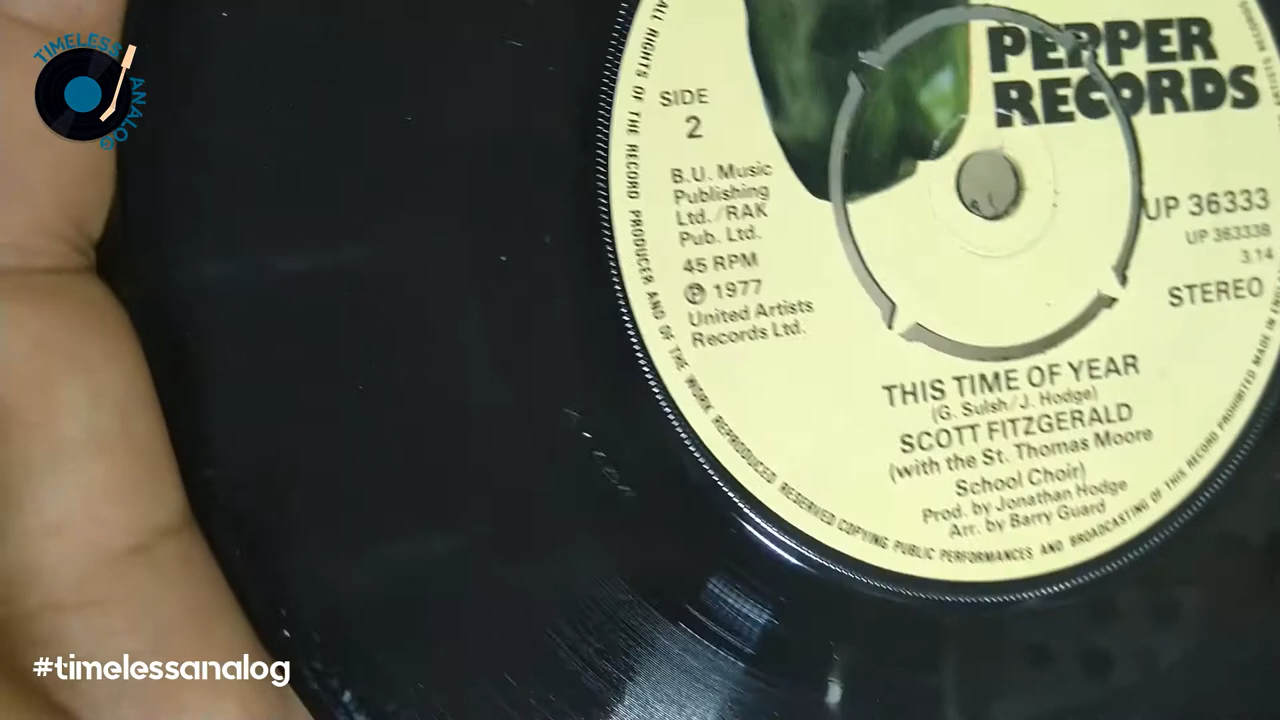 TIMELESS ANALOG
PEPPER
RECORDS
SIDE
2
B.U. Music
Publishing
Ltd./RAK
Pub. Ltd.
45 RPM
℗ 1977
United Artists
Records Ltd.
UP 36333
UP 36333B
3.14
STEREO
THIS TIME OF YEAR
(G. Sulsh/J. Hodge)
SCOTT FITZGERALD
(with the St. Thomas Moore
School Choir)
Prod. by Jonathan Hodge
Arr. by Barry Guard
ALL RIGHTS OF THE RECORD PRODUCER AND OF THE WORK REPRODUCED RESERVED COPYING PUBLIC PERFORMANCES AND BROADCASTING OF THIS RECORD PROHIBITED MADE IN
#timelessanalog